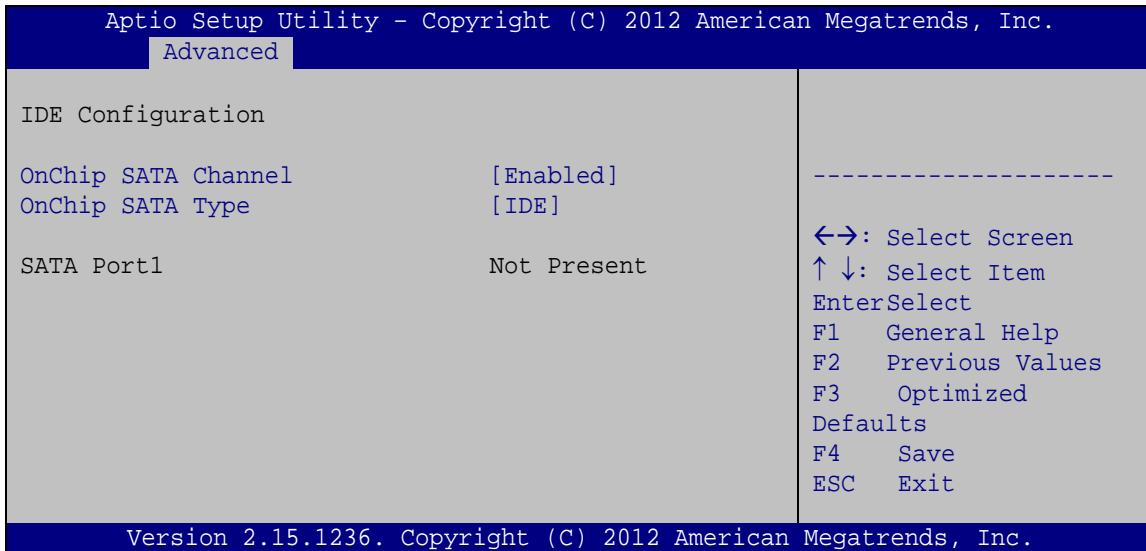 Aptio Setup Utility – Copyright (C) 2012 American Megatrends, Inc.
Advanced
IDE Configuration
OnChip SATA Channel [Enabled]
OnChip SATA Type [IDE]
SATA Port1 Not Present
----------------------
←→: Select Screen
↑ ↓: Select Item
EnterSelect
F1 General Help
F2 Previous Values
F3 Optimized
Defaults
F4 Save
ESC Exit
Version 2.15.1236. Copyright (C) 2012 American Megatrends, Inc.